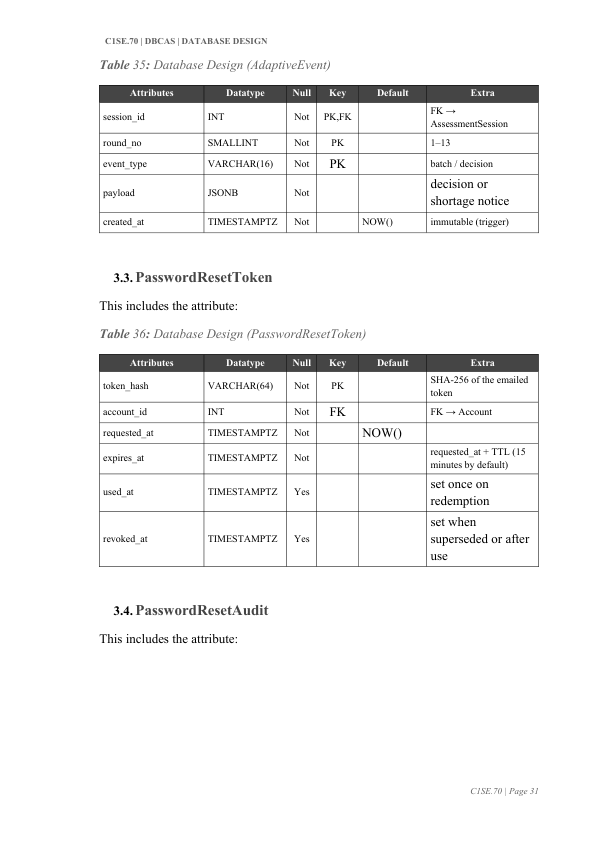 C1SE.70 | DBCAS | DATABASE DESIGN
Table 35: Database Design (AdaptiveEvent)
Attributes Datatype Null Key Default Extra
session_id INT Not PK,FK FK →
AssessmentSession
round_no SMALLINT Not PK 1–13
event_type VARCHAR(16) Not PK batch / decision
payload JSONB Not decision or
shortage notice
created_at TIMESTAMPTZ Not NOW() immutable (trigger)
3.3. PasswordResetToken
This includes the attribute:
Table 36: Database Design (PasswordResetToken)
Attributes Datatype Null Key Default Extra
token_hash VARCHAR(64) Not PK SHA-256 of the emailed
token
account_id INT Not FK FK → Account
requested_at TIMESTAMPTZ Not NOW()
expires_at TIMESTAMPTZ Not requested_at + TTL (15
minutes by default)
used_at TIMESTAMPTZ Yes set once on
redemption
revoked_at TIMESTAMPTZ Yes set when
superseded or after
use
3.4. PasswordResetAudit
This includes the attribute:
C1SE.70 | Page 31